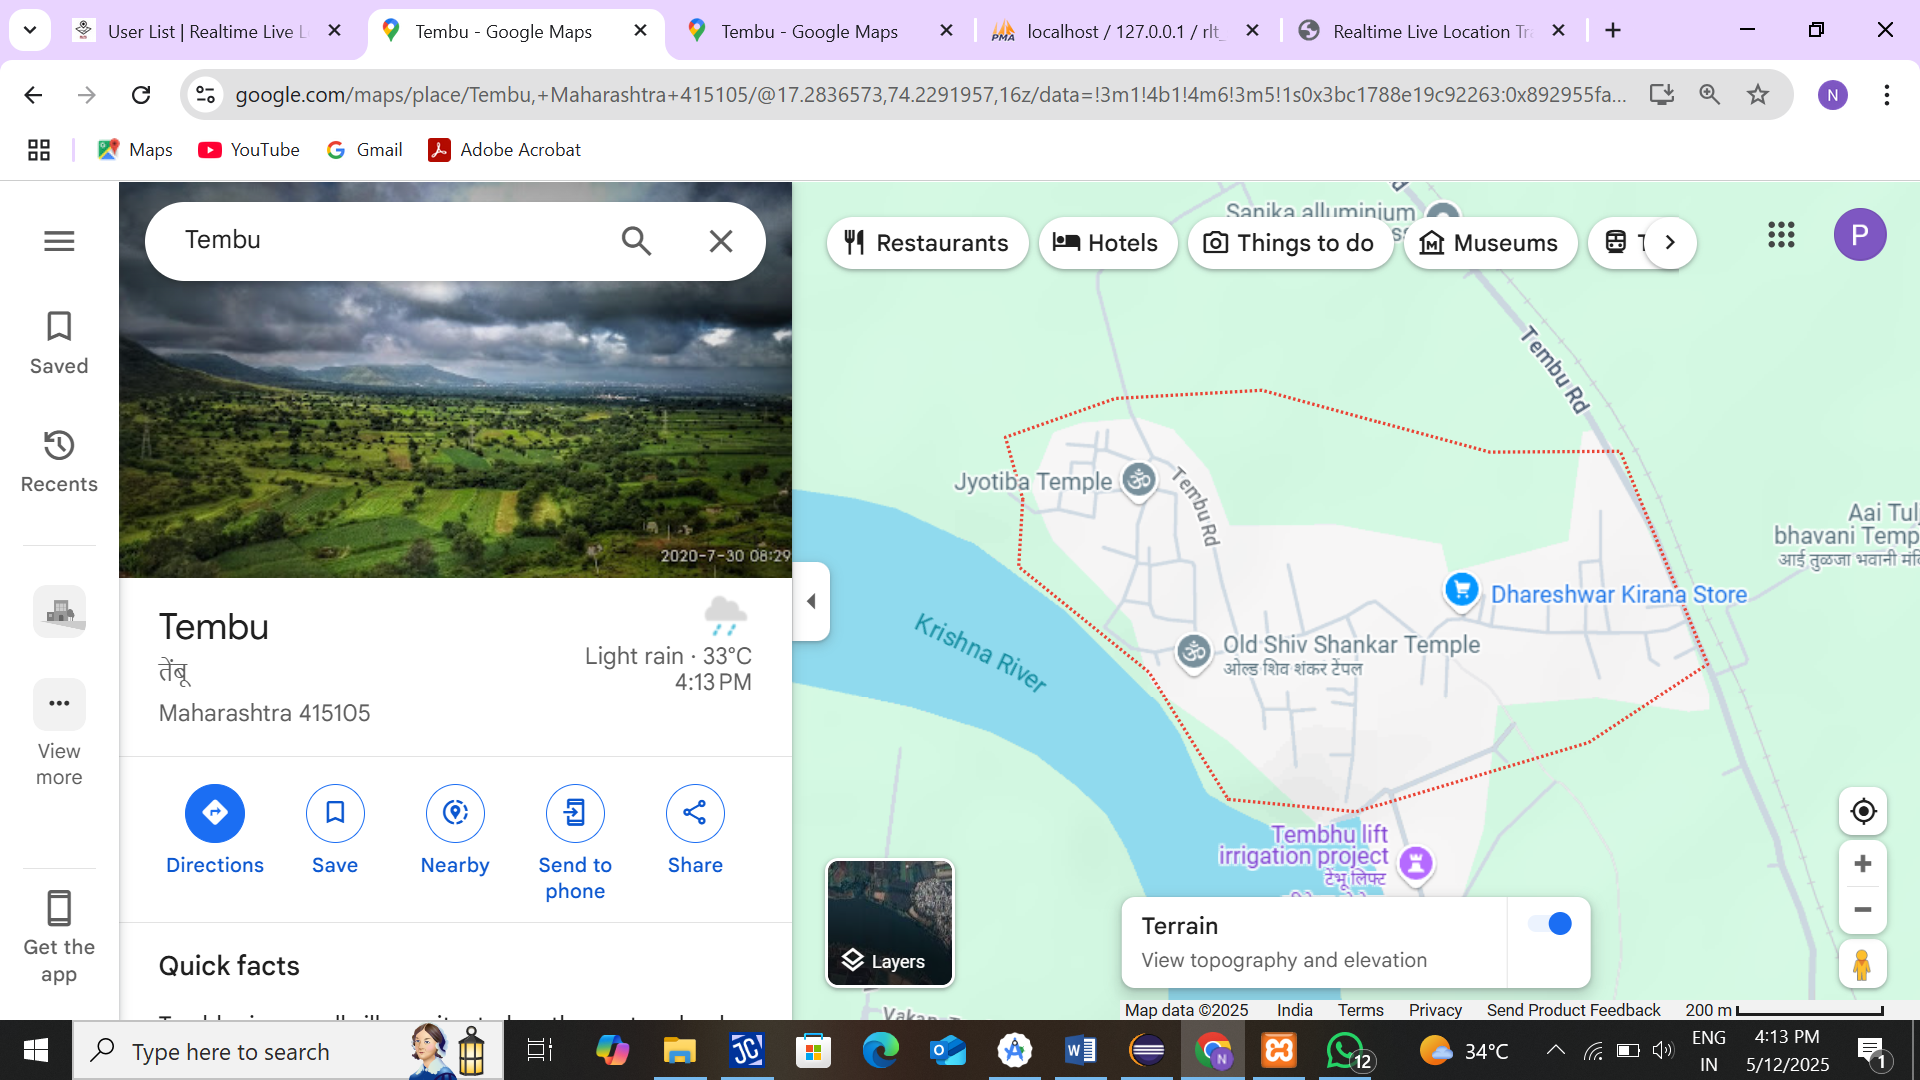 User List | Realtime Live L
Tembu - Google Maps
Tembu - Google Maps
localhost / 127.0.0.1 / rlt_
Realtime Live Location Tr
google.com/maps/place/Tembu,+Maharashtra+415105/@17.2836573,74.2291957,16z/data=!3m1!4b1!4m6!3m5!1s0x3bc1788e19c92263:0x892955fa...
N
Maps
YouTube
Gmail
Adobe Acrobat
Tembu
Saved
Recents
View
more
Get the
app
2020-7-30 08:29
Tembu
तेंबू
Maharashtra 415105
Light rain · 33°C
4:13 PM
Directions
Save
Nearby
Send to
phone
Share
Quick facts
Restaurants
Hotels
Things to do
Museums
P
Sanika alluminium
Tembu Rd
Jyotiba Temple
Tembu Rd
Aai Tul
bhavani Temp
आई तुळजा भवानी मं
Krishna River
Dhareshwar Kirana Store
Old Shiv Shankar Temple
ओल्ड शिव शंकर टेंपल
Tembhu lift
irrigation project
टेंभू लिफ्ट
Layers
Terrain
View topography and elevation
Map data ©2025
India
Terms
Privacy
Send Product Feedback
200 m
Type here to search
12
34°C
ENG
IN
4:13 PM
5/12/2025
1